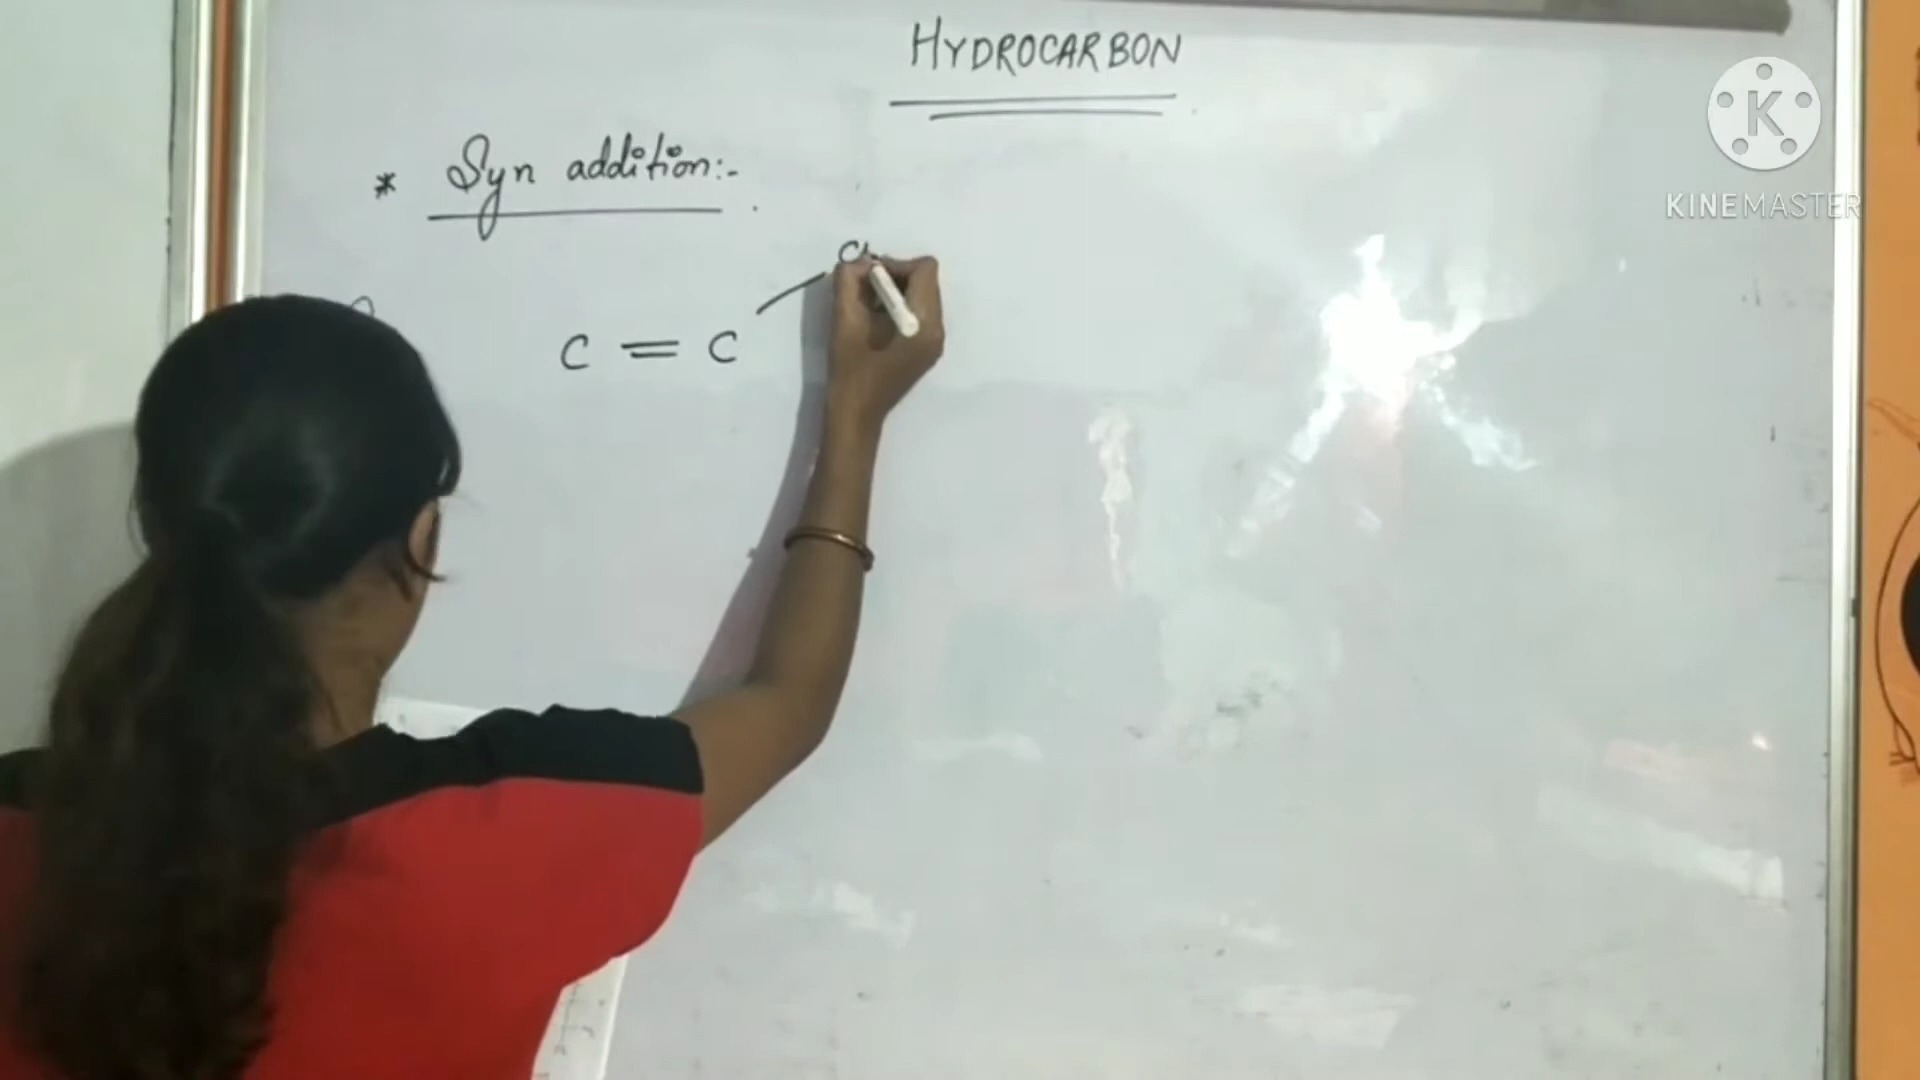 HYDROCARBON
* Syn addition:-
C = C
K
KINEMASTER